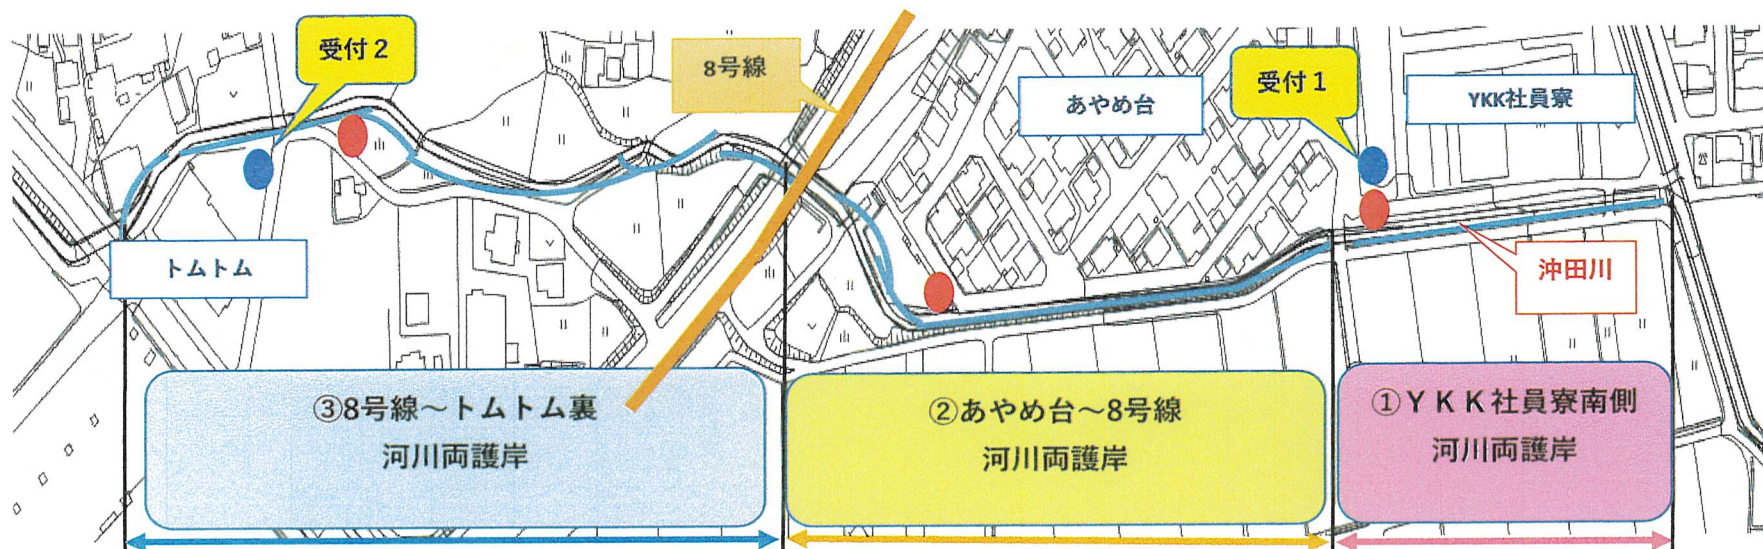 受付２
8号線
あやめ台
受付１
YKK社員寮
トムトム
沖田川
③8号線～トムトム裏
河川両護岸
②あやめ台～8号線
河川両護岸
①ＹＫＫ社員寮南側
河川両護岸